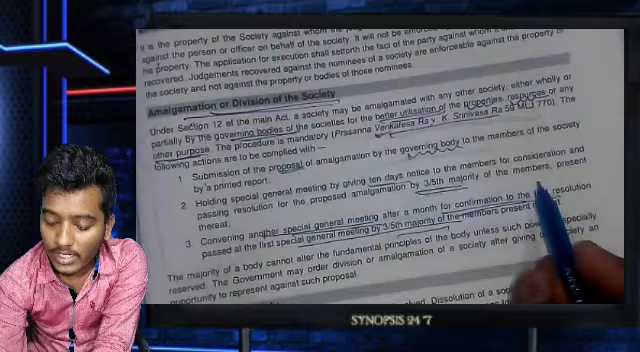 It is the property of the Society against whom the
against the person or officer on behalf of the society. It will not be
his property. The application for execution shall setforth the fact of the party against whom it
recovered. Judgements recovered against the nominees of a society are enforceable against the property of
the society and not against the property or bodies of those nominees.
Amalgamation or Division of the Society
Under Section 12 of the main Act, a society may be amalgamated with any other society, either wholly or
partially by the governing bodies of the societies for the better utilisation of the properties, resources or any
other purpose. The procedure is mandatory (Prasanna Venkatesa Ra v. K. Srinivasa Ra 59 MLJ 770). The
following actions are to be complied with —
1 Submission of the proposal of amalgamation by the governing body to the members of the society
by a printed report;
2. Holding special general meeting by giving ten days notice to the members for consideration and
passing resolution for the proposed amalgamation by 3/5th majority of the members, present
thereat;
3. Convening another special general meeting after a month for confirmation to the resolution
passed at the first special general meeting by 3/5th majority of the members present
The majority of a body cannot alter the fundamental principles of the body unless such especially
reserved. The Government may order division or amalgamation of a society after giving an
opportunity to represent against such proposal.
Dissolution of a
SYNOPSIS 24 7